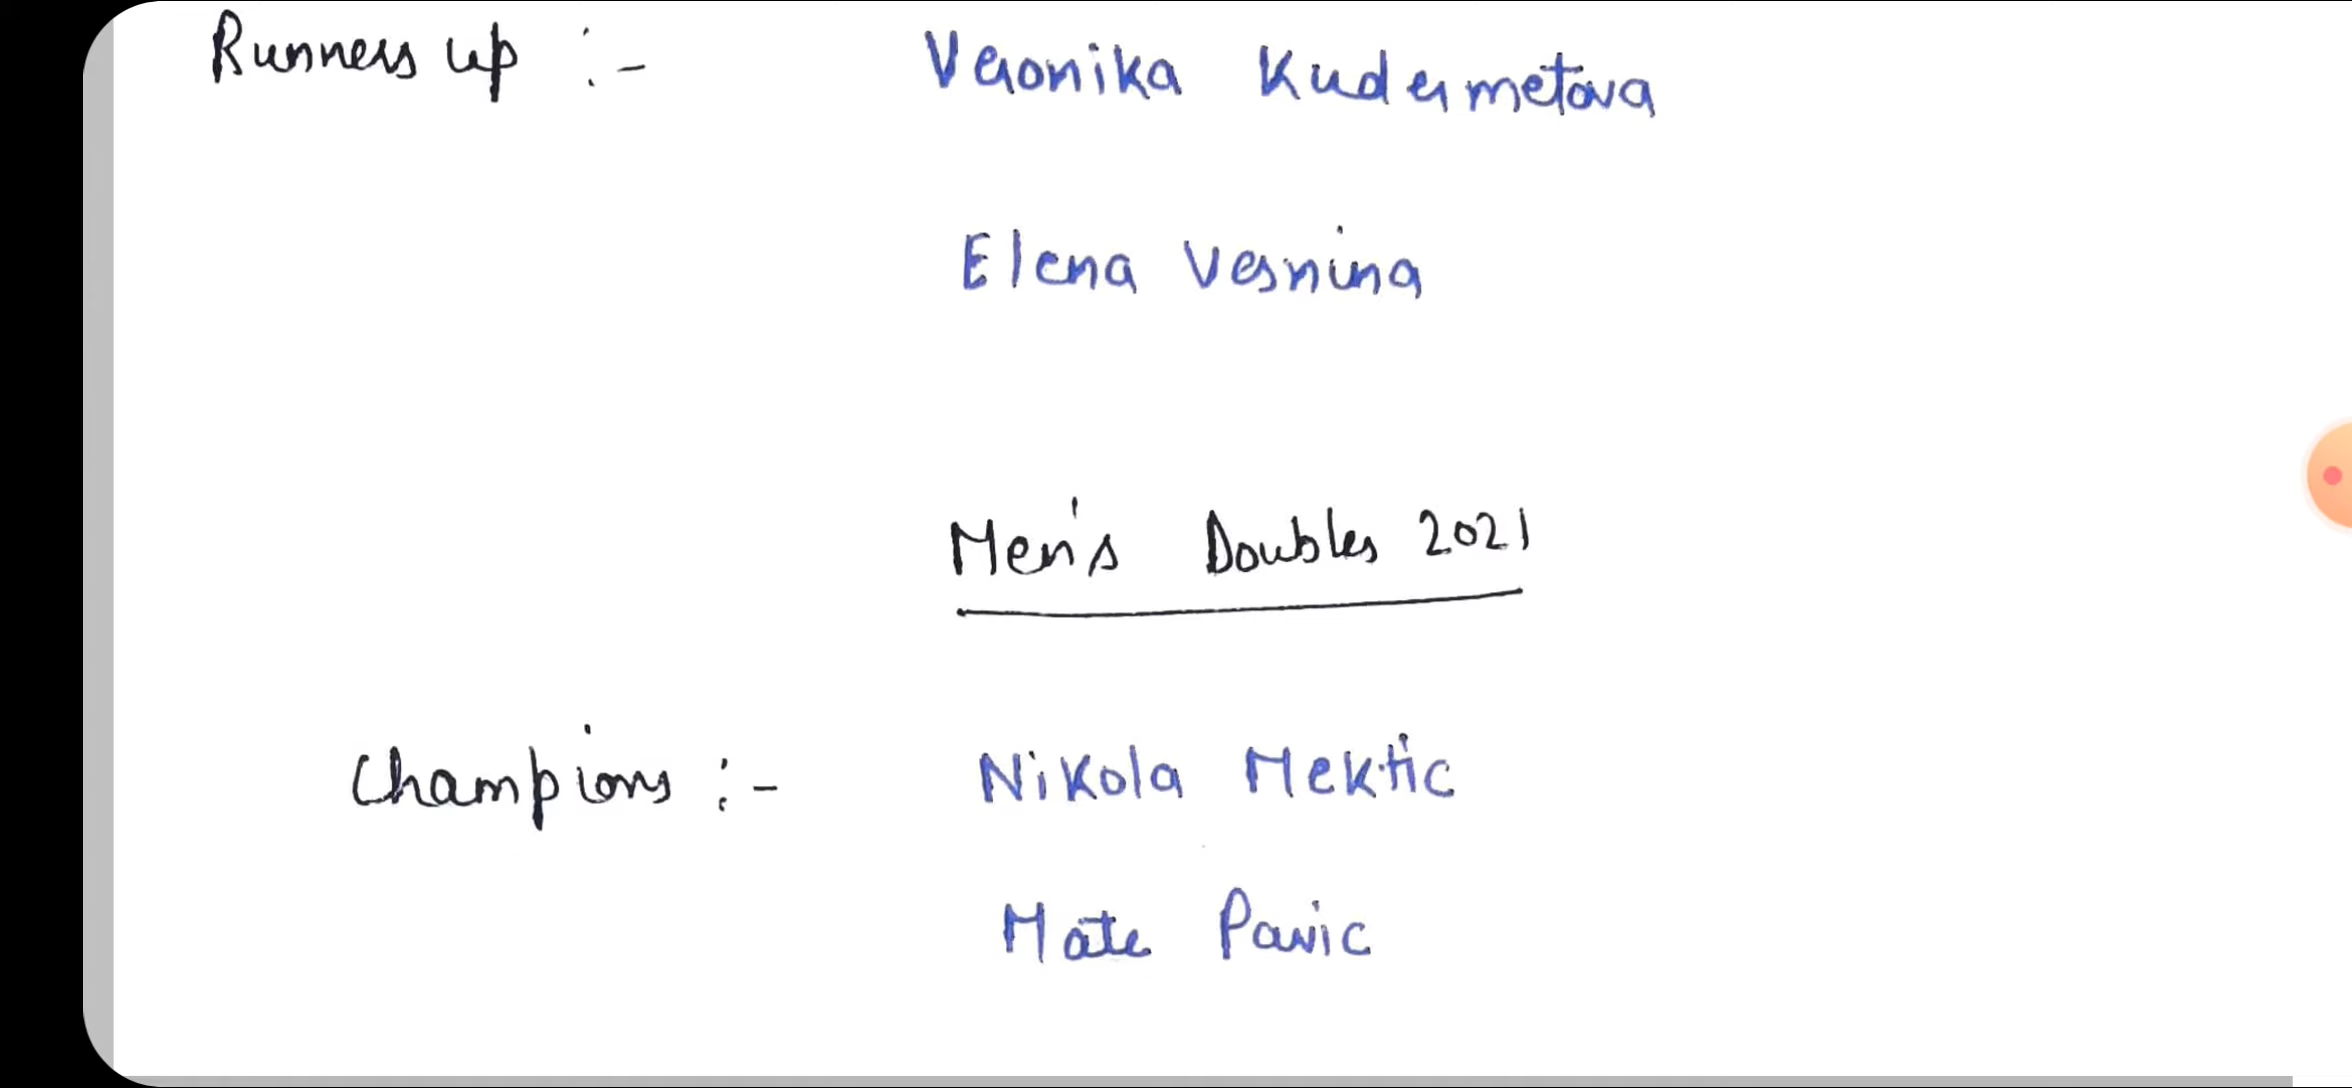 Runners up :- Veronika Kudermetova
Elena Vesnina
Men's Doubles 2021
Champions :- Nikola Mektic
Mate Pavic